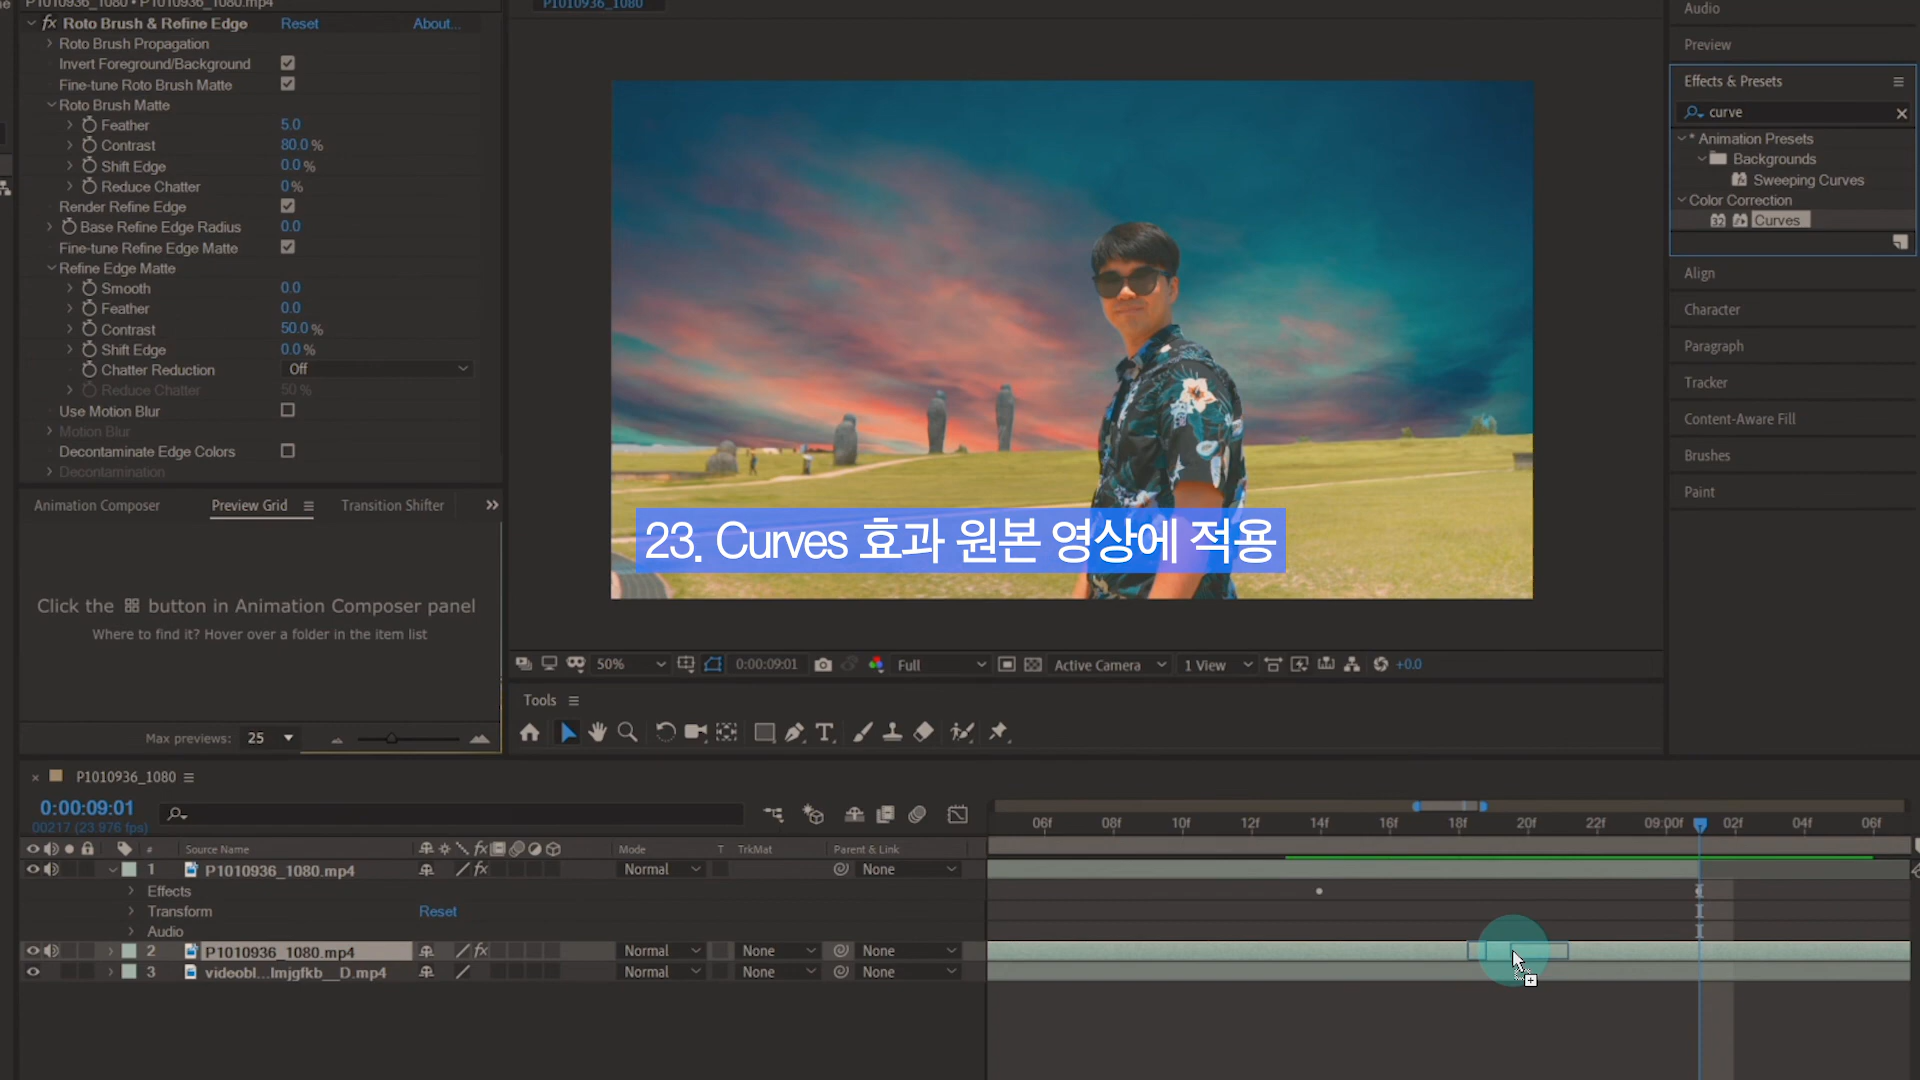 P1010936_1080 • P1010936_1080.mp4
fx Roto Brush & Refine Edge Reset About...
Roto Brush Propagation
Invert Foreground/Background
Fine-tune Roto Brush Matte
Roto Brush Matte
Feather 5.0
Contrast 80.0 %
Shift Edge 0.0 %
Reduce Chatter 0 %
Render Refine Edge
Base Refine Edge Radius 0.0
Fine-tune Refine Edge Matte
Refine Edge Matte
Smooth 0.0
Feather 0.0
Contrast 50.0 %
Shift Edge 0.0 %
Chatter Reduction Off
Reduce Chatter 50 %
Use Motion Blur
Motion Blur
Decontaminate Edge Colors
Decontamination
Animation Composer Preview Grid Transition Shifter
Click the button in Animation Composer panel
Where to find it? Hover over a folder in the item list
Max previews: 25
P1010936_1080
23. Curves 효과 원본 영상에 적용
50% 0:00:09:01 Full Active Camera 1 View +0.0
Tools
Audio
Preview
Effects & Presets
curve
* Animation Presets
Backgrounds
Sweeping Curves
Color Correction
32 Curves
Align
Character
Paragraph
Tracker
Content-Aware Fill
Brushes
Paint
P1010936_1080
0:00:09:01
00217 (23.976 fps)
06f 08f 10f 12f 14f 16f 18f 20f 22f 09:00f 02f 04f 06f
# Source Name fx Mode T TrkMat Parent & Link
1 P1010936_1080.mp4 fx Normal None
Effects
Transform Reset
Audio
2 P1010936_1080.mp4 fx Normal None None
3 videobl...lmjgfkb__D.mp4 Normal None None